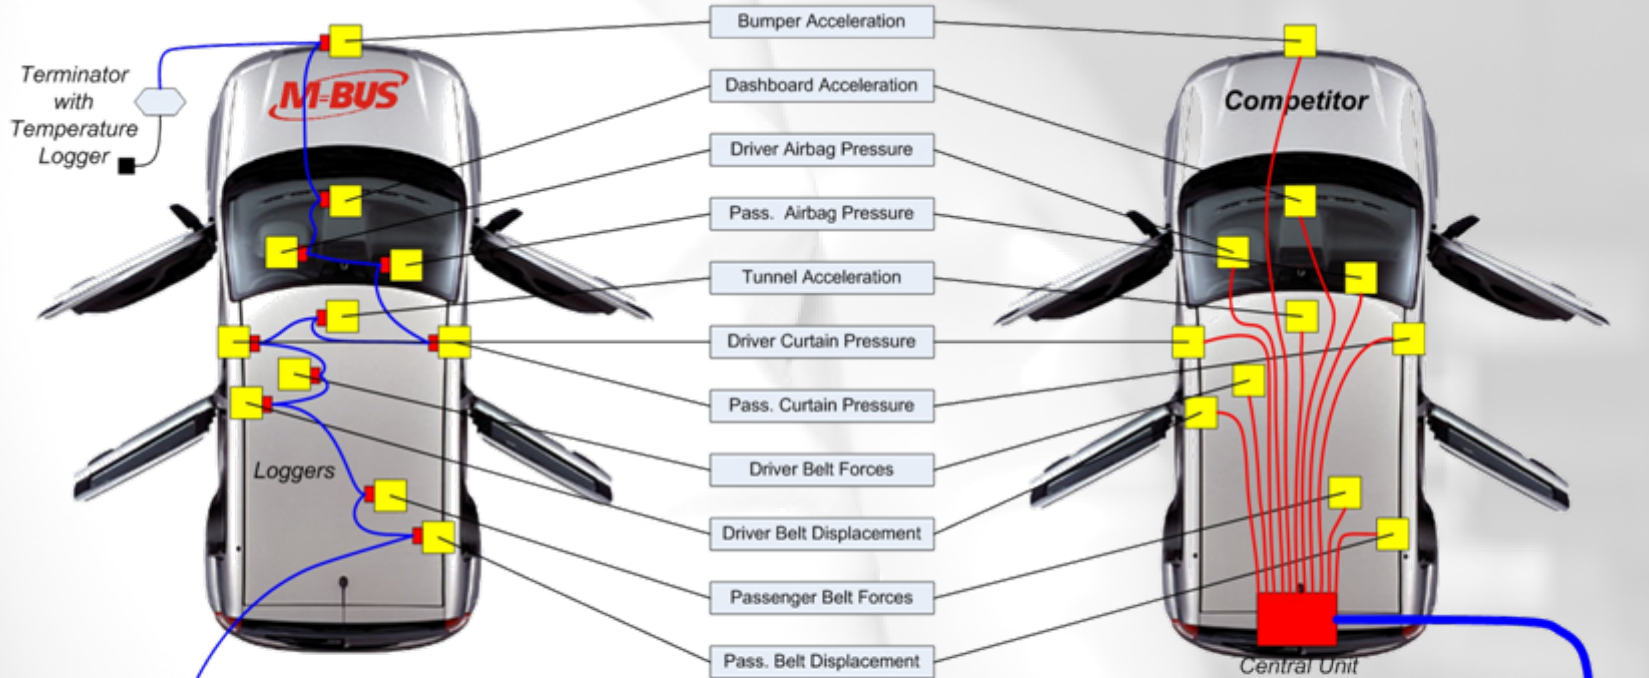 Bumper Acceleration
Terminator
with
Temperature
Logger
M=BUS
Dashboard Acceleration
Competitor
Driver Airbag Pressure
Pass.  Airbag Pressure
Tunnel Acceleration
Driver Curtain Pressure
Pass. Curtain Pressure
Loggers
Driver Belt Forces
Driver Belt Displacement
Passenger Belt Forces
Pass. Belt Displacement
Central Unit